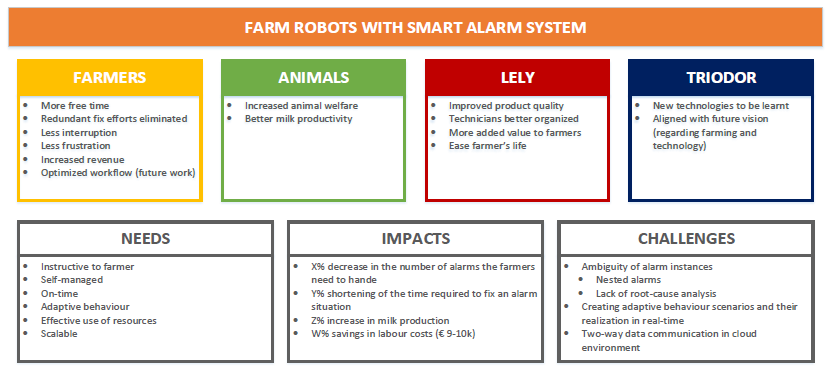 FARM ROBOTS WITH SMART ALARM SYSTEM
FARMERS
• More free time
• Redundant fix efforts eliminated
• Less interruption
• Less frustration
• Increased revenue
• Optimized workflow (future work)
ANIMALS
• Increased animal welfare
• Better milk productivity
LELY
• Improved product quality
• Technicians better organized
• More added value to farmers
• Ease farmer's life
TRIODOR
• New technologies to be learnt
• Aligned with future vision
(regarding farming and
technology)
NEEDS
• Instructive to farmer
• Self-managed
• On-time
• Adaptive behaviour
• Effective use of resources
• Scalable
IMPACTS
• X% decrease in the number of alarms the farmers
need to hande
• Y% shortening of the time required to fix an alarm
situation
• Z% increase in milk production
• W% savings in labour costs (€ 9-10k)
CHALLENGES
• Ambiguity of alarm instances
• Nested alarms
• Lack of root-cause analysis
• Creating adaptive behaviour scenarios and their
realization in real-time
• Two-way data communication in cloud
environment